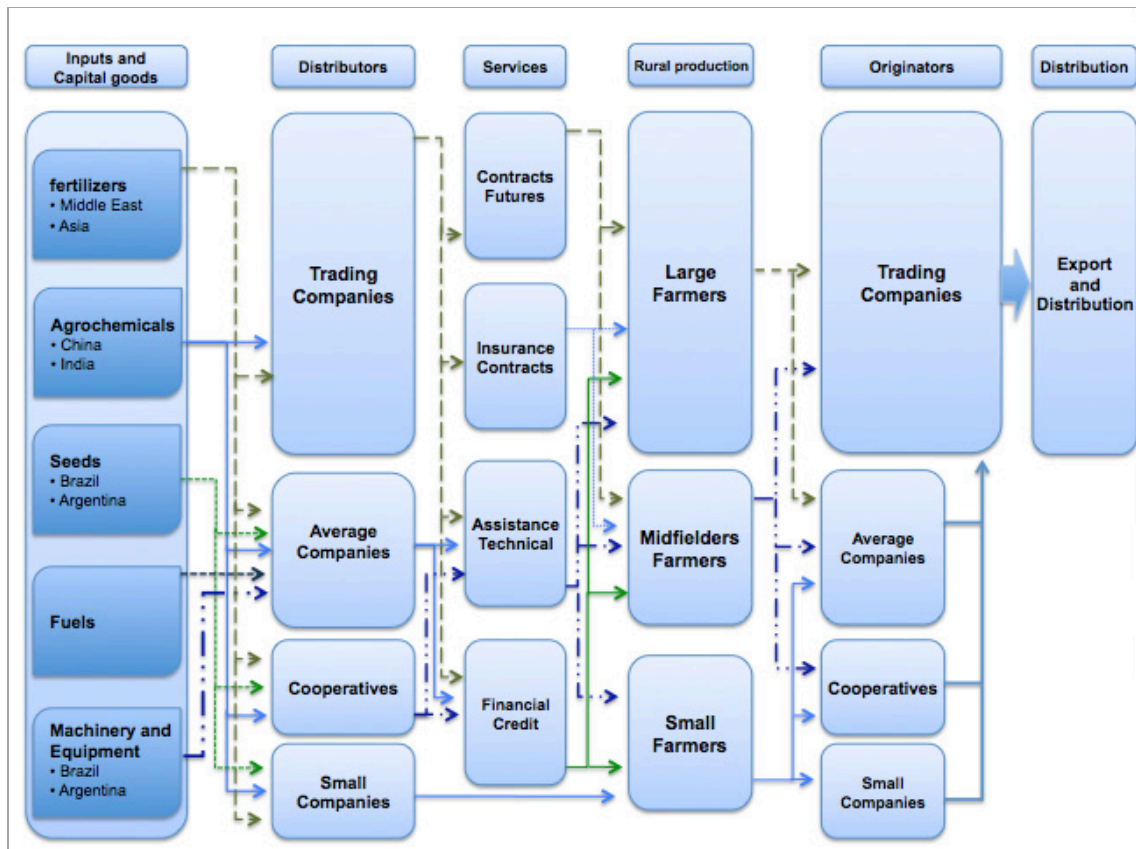 Inputs and
Capital goods
Distributors
Services
Rural production
Originators
Distribution
fertilizers
• Middle East
• Asia
Agrochemicals
• China
• India
Seeds
• Brazil
• Argentina
Fuels
Machinery and
Equipment
• Brazil
• Argentina
Trading
Companies
Average
Companies
Cooperatives
Small
Companies
Contracts
Futures
Insurance
Contracts
Assistance
Technical
Financial
Credit
Large
Farmers
Midfielders
Farmers
Small
Farmers
Trading
Companies
Average
Companies
Cooperatives
Small
Companies
Export
and
Distribution